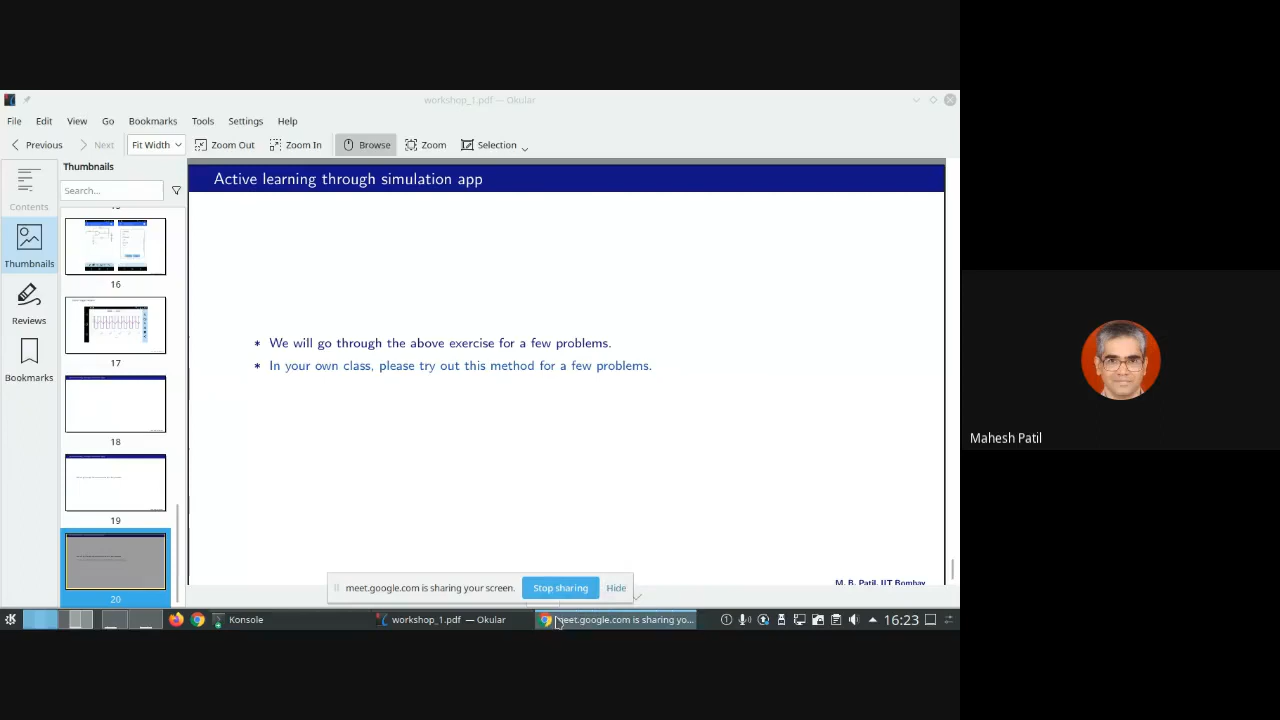 workshop_1.pdf — Okular
File Edit View Go Bookmarks Tools Settings Help
Previous Next Fit Width Zoom Out Zoom In Browse Zoom Selection
Contents
Thumbnails
Reviews
Bookmarks
Thumbnails
Search...
16
17
18
19
20
Active learning through simulation app
* We will go through the above exercise for a few problems.
* In your own class, please try out this method for a few problems.
M. B. Patil, IIT Bombay
meet.google.com is sharing your screen. Stop sharing Hide
Konsole workshop_1.pdf — Okular meet.google.com is sharing yo... 16:23
Mahesh Patil